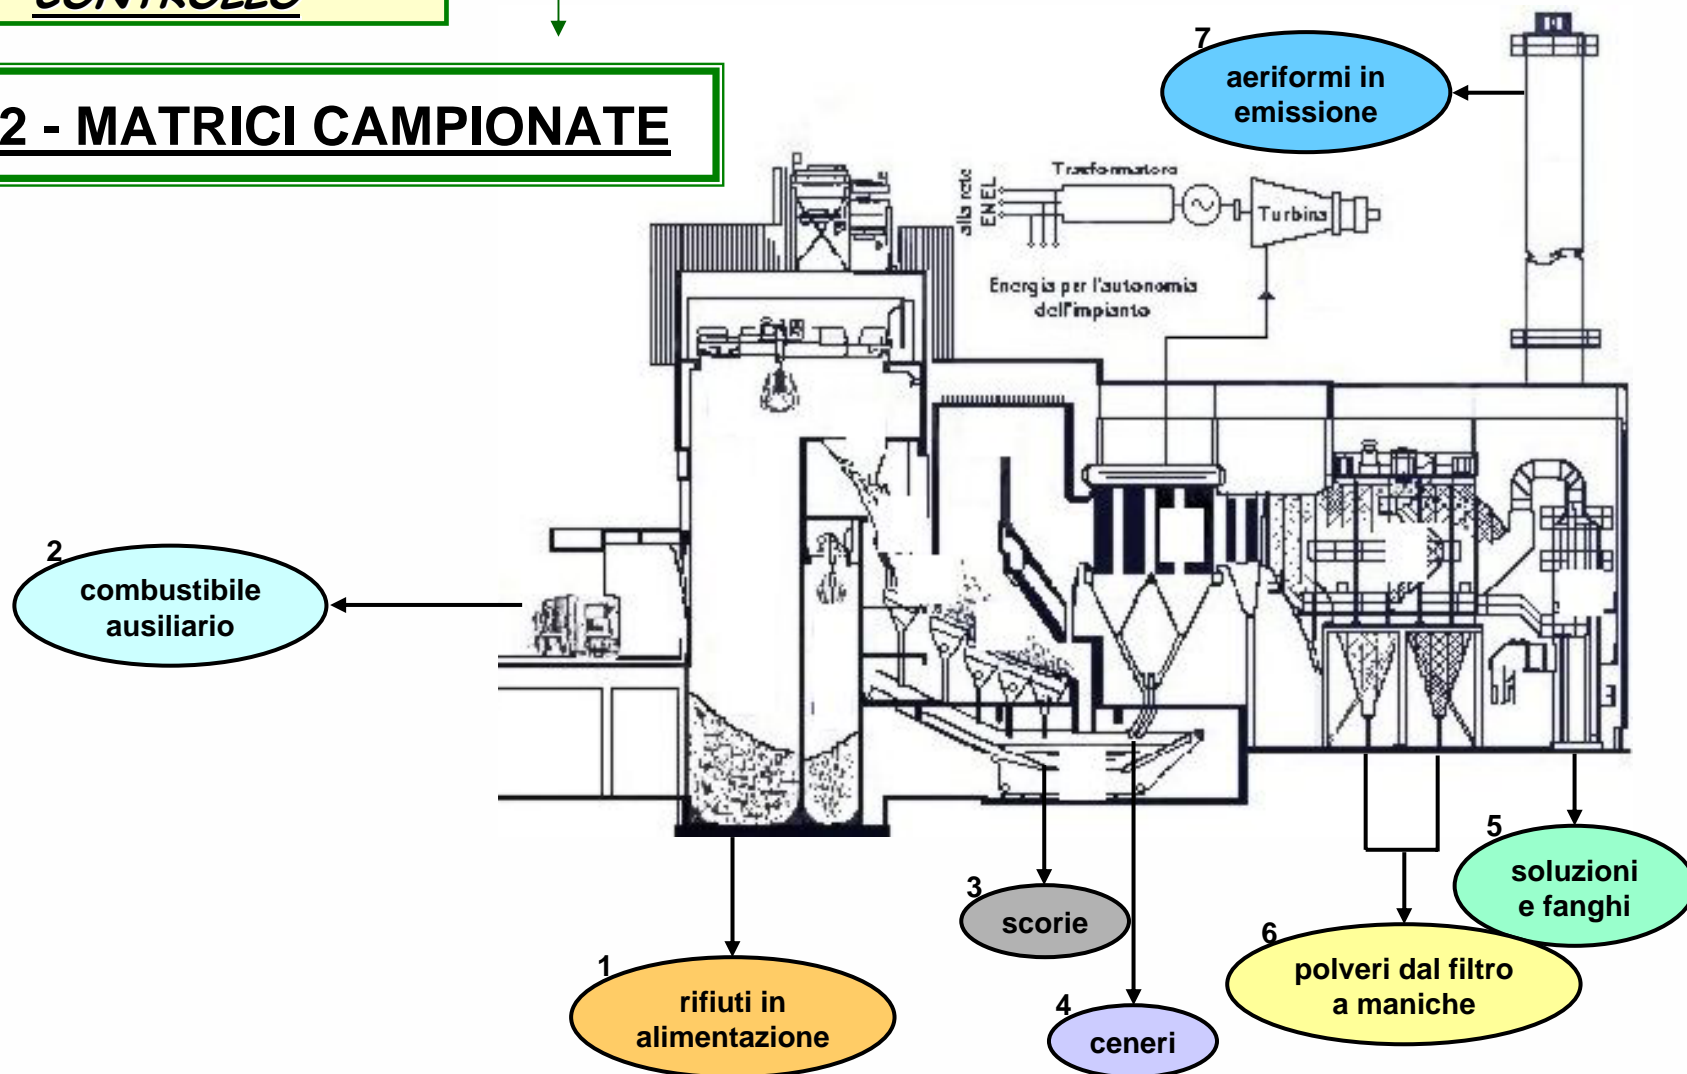 CONTROLLO
2 - MATRICI CAMPIONATE
7
aeriformi in
emissione
alla rete
ENEL
Trasformatore
Turbina
Energia per l'autonomia
dell'impianto
2
combustibile
ausiliario
5
soluzioni
e fanghi
3
scorie
6
polveri dal filtro
a maniche
1
rifiuti in
alimentazione
4
ceneri